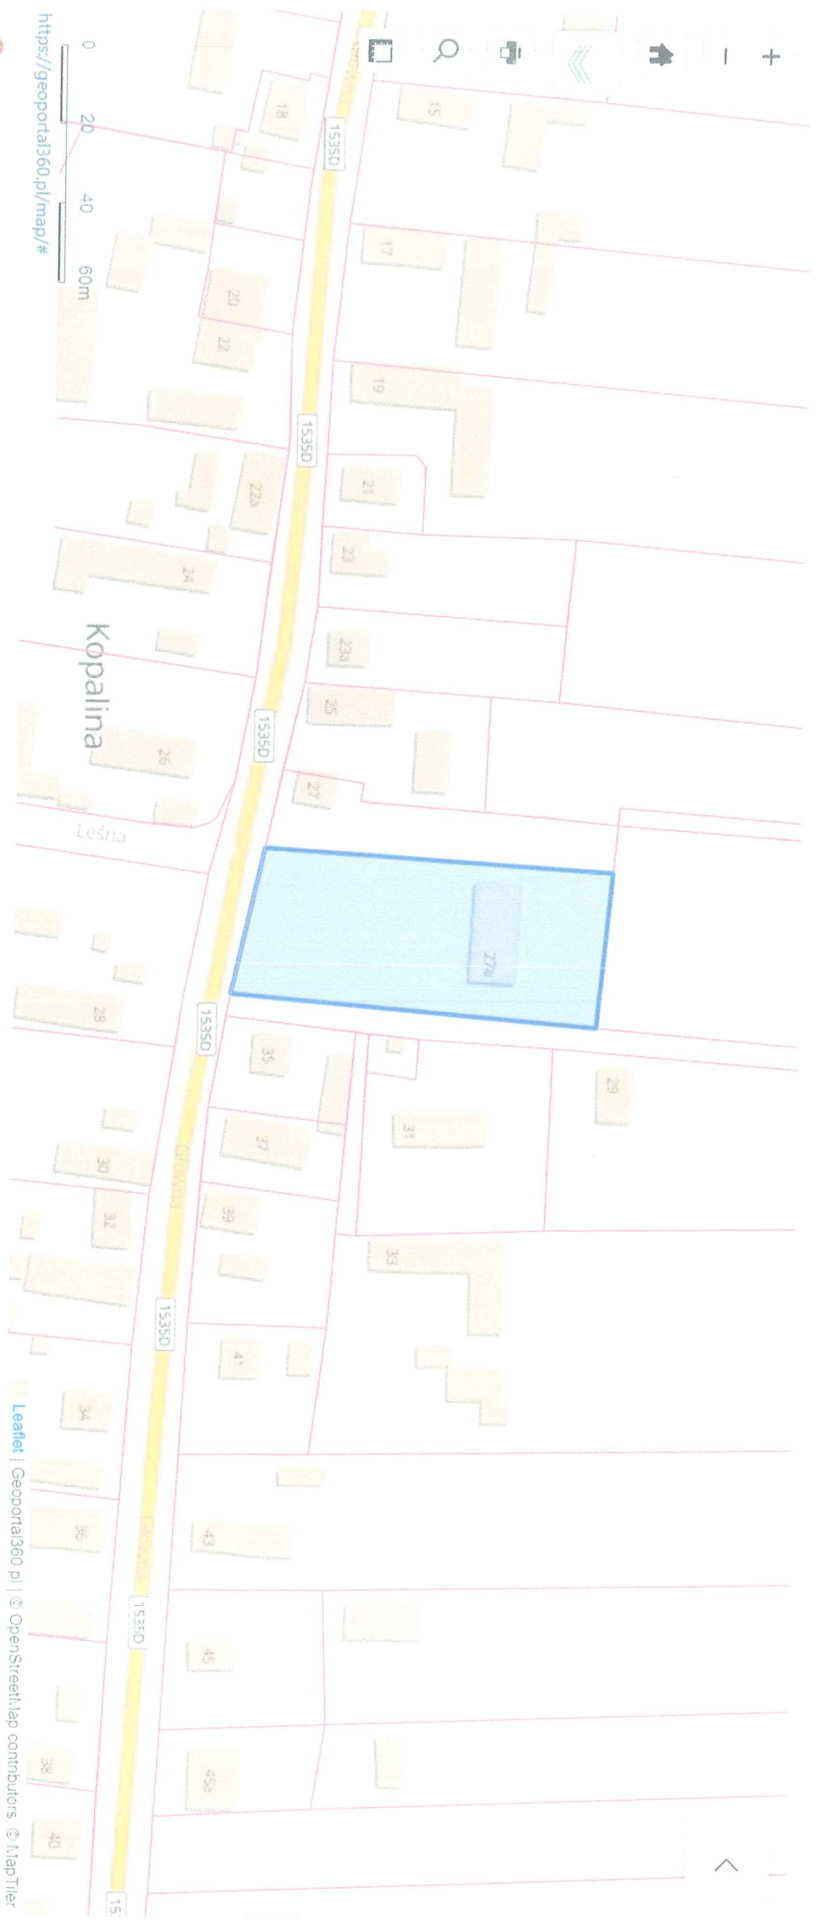 15
1535D
18
17
20
22
19
1535D
21
22a
23
24
23a
25
Kopalina
1535D
26
27
Leśna
27a
28
1535D
35
29
31
37
30
Główna
32
39
33
1535D
41
34
43
36
Główna
1535D
45
45a
38
40
0 20 40 60m
https://geoportal360.pl/map/#
Leaflet | Geoportal360.pl | © OpenStreetMap contributors © MapTiler